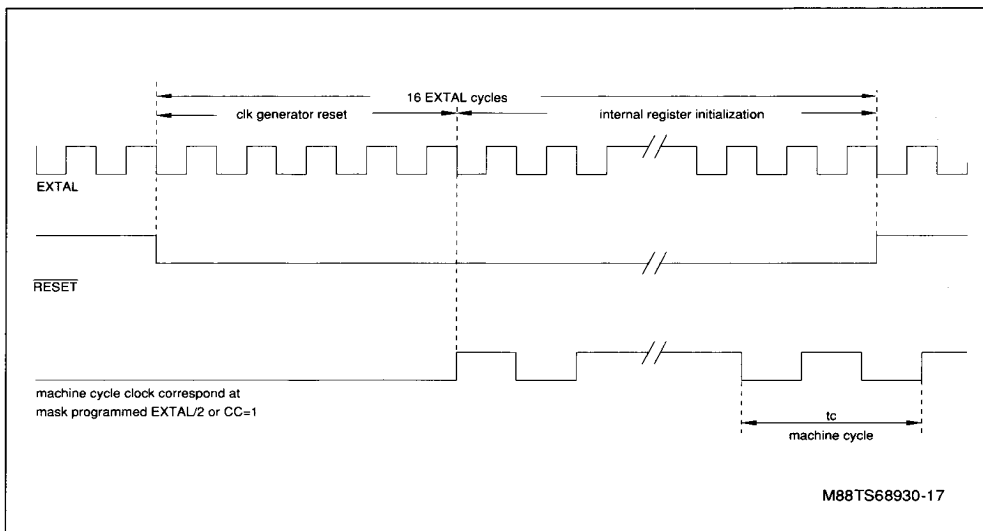 16 EXTAL cycles
clk generator reset
internal register initialization
EXTAL
RESET
machine cycle clock correspond at
mask programmed EXTAL/2 or CC=1
tc
machine cycle
M88TS68930-17